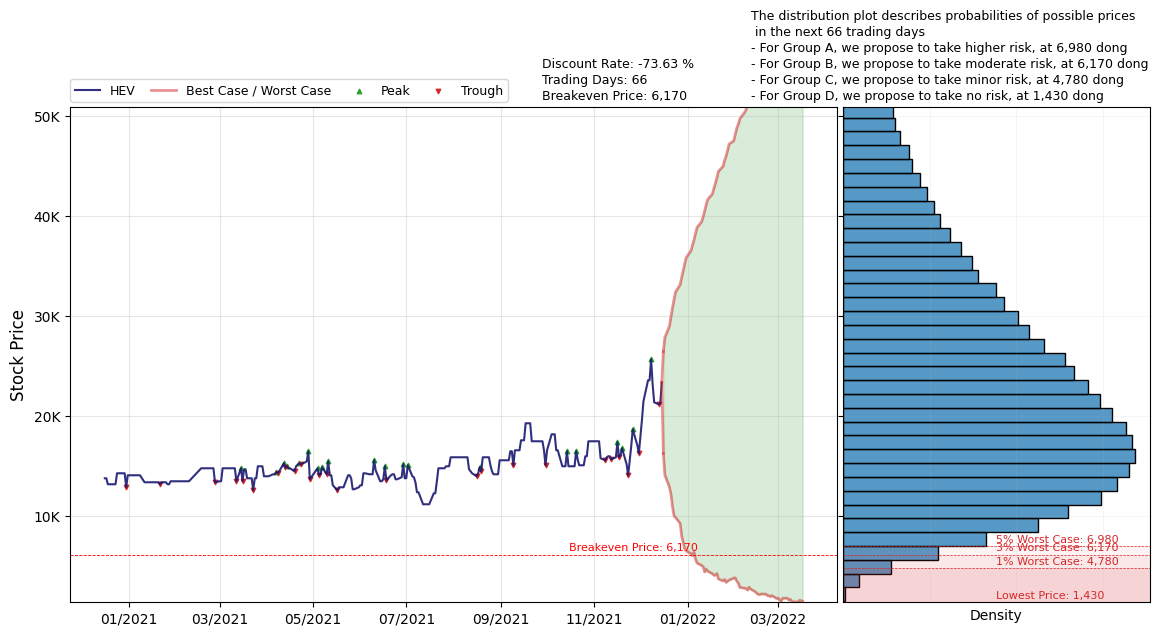 The distribution plot describes probabilities of possible prices
in the next 66 trading days
- For Group A, we propose to take higher risk, at 6,980 dong
- For Group B, we propose to take moderate risk, at 6,170 dong
- For Group C, we propose to take minor risk, at 4,780 dong
- For Group D, we propose to take no risk, at 1,430 dong
Discount Rate: -73.63 %
Trading Days: 66
Breakeven Price: 6,170
HEV Best Case / Worst Case Peak Trough
Stock Price
50K
40K
30K
20K
10K
Breakeven Price: 6,170
5% Worst Case: 6,980
3% Worst Case: 6,170
1% Worst Case: 4,780
Lowest Price: 1,430
01/2021 03/2021 05/2021 07/2021 09/2021 11/2021 01/2022 03/2022
Density